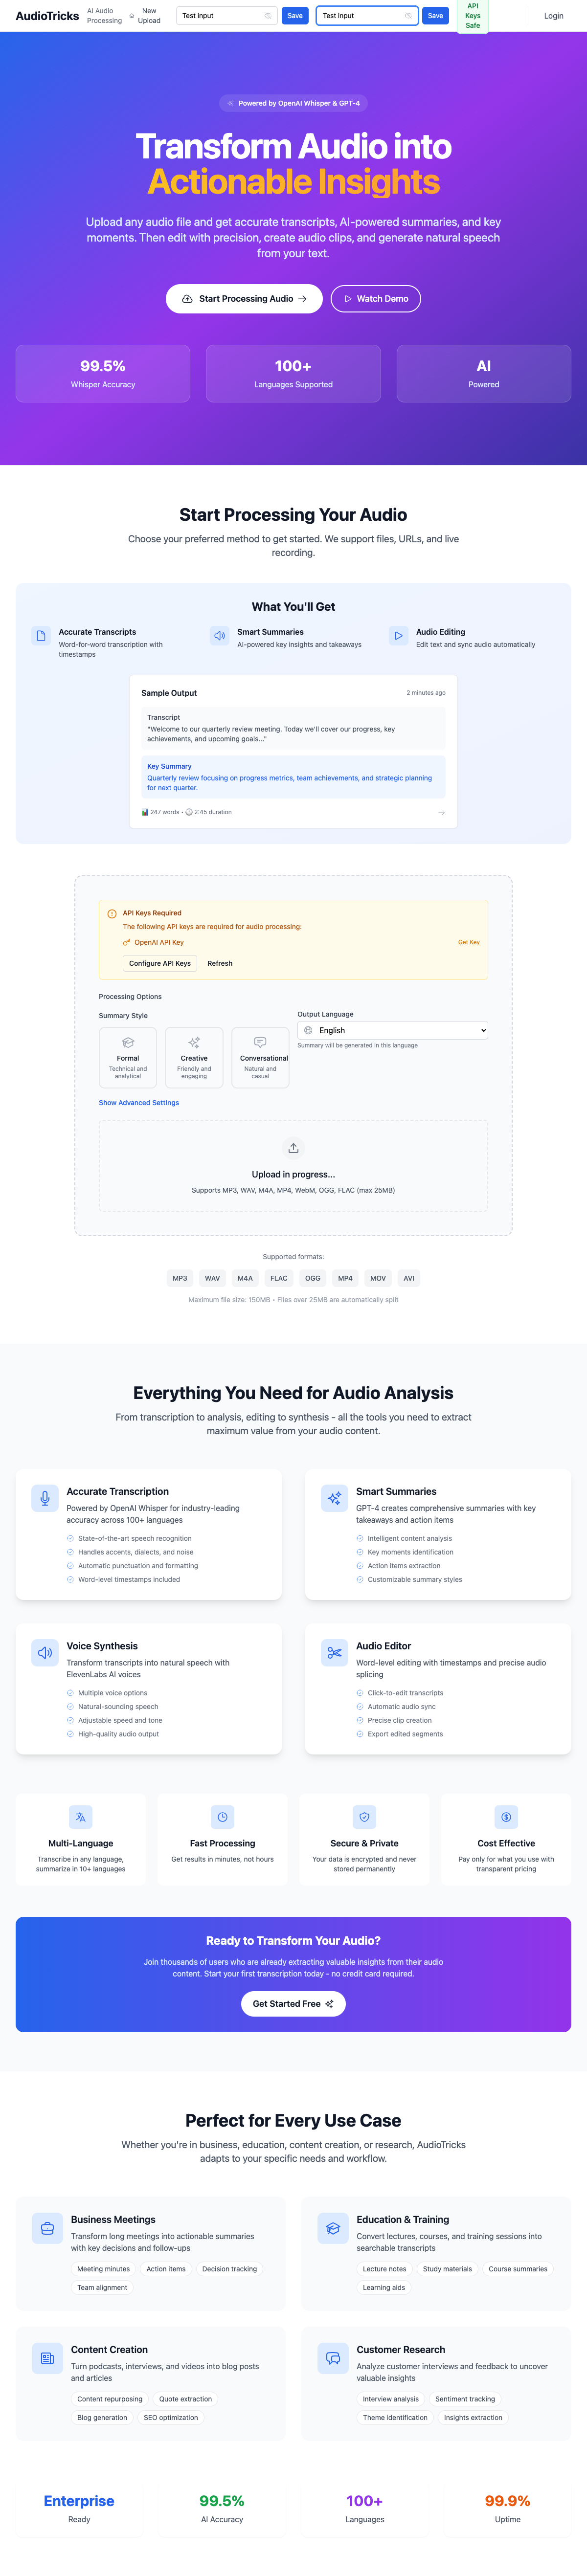 AudioTricks
AI Audio
Processing
New
Upload
Test input
Save
Test input
Save
API
Keys
Safe
Login
Powered by OpenAI Whisper & GPT-4
Transform Audio into
Actionable Insights
Upload any audio file and get accurate transcripts, AI-powered summaries, and key
moments. Then edit with precision, create audio clips, and generate natural speech
from your text.
Start Processing Audio
Watch Demo
99.5%
Whisper Accuracy
100+
Languages Supported
AI
Powered
Start Processing Your Audio
Choose your preferred method to get started. We support files, URLs, and live
recording.
What You'll Get
Accurate Transcripts
Word-for-word transcription with
timestamps
Smart Summaries
AI-powered key insights and takeaways
Audio Editing
Edit text and sync audio automatically
Sample Output
2 minutes ago
Transcript
"Welcome to our quarterly review meeting. Today we'll cover our progress, key
achievements, and upcoming goals..."
Key Summary
Quarterly review focusing on progress metrics, team achievements, and strategic planning
for next quarter.
247 words • 2:45 duration
API Keys Required
The following API keys are required for audio processing:
OpenAI API Key
Get Key
Configure API Keys
Refresh
Processing Options
Summary Style
Formal
Technical and
analytical
Creative
Friendly and
engaging
Conversational
Natural and
casual
Output Language
English
Summary will be generated in this language
Show Advanced Settings
Upload in progress...
Supports MP3, WAV, M4A, MP4, WebM, OGG, FLAC (max 25MB)
Supported formats:
MP3 WAV M4A FLAC OGG MP4 MOV AVI
Maximum file size: 150MB • Files over 25MB are automatically split
Everything You Need for Audio Analysis
From transcription to analysis, editing to synthesis - all the tools you need to extract
maximum value from your audio content.
Accurate Transcription
Powered by OpenAI Whisper for industry-leading
accuracy across 100+ languages
State-of-the-art speech recognition
Handles accents, dialects, and noise
Automatic punctuation and formatting
Word-level timestamps included
Smart Summaries
GPT-4 creates comprehensive summaries with key
takeaways and action items
Intelligent content analysis
Key moments identification
Action items extraction
Customizable summary styles
Voice Synthesis
Transform transcripts into natural speech with
ElevenLabs AI voices
Multiple voice options
Natural-sounding speech
Adjustable speed and tone
High-quality audio output
Audio Editor
Word-level editing with timestamps and precise audio
splicing
Click-to-edit transcripts
Automatic audio sync
Precise clip creation
Export edited segments
Multi-Language
Transcribe in any language,
summarize in 10+ languages
Fast Processing
Get results in minutes, not hours
Secure & Private
Your data is encrypted and never
stored permanently
Cost Effective
Pay only for what you use with
transparent pricing
Ready to Transform Your Audio?
Join thousands of users who are already extracting valuable insights from their audio
content. Start your first transcription today - no credit card required.
Get Started Free
Perfect for Every Use Case
Whether you're in business, education, content creation, or research, AudioTricks
adapts to your specific needs and workflow.
Business Meetings
Transform long meetings into actionable summaries
with key decisions and follow-ups
Meeting minutes Action items Decision tracking
Team alignment
Education & Training
Convert lectures, courses, and training sessions into
searchable transcripts
Lecture notes Study materials Course summaries
Learning aids
Content Creation
Turn podcasts, interviews, and videos into blog posts
and articles
Content repurposing Quote extraction
Blog generation SEO optimization
Customer Research
Analyze customer interviews and feedback to uncover
valuable insights
Interview analysis Sentiment tracking
Theme identification Insights extraction
Enterprise
Ready
99.5%
AI Accuracy
100+
Languages
99.9%
Uptime